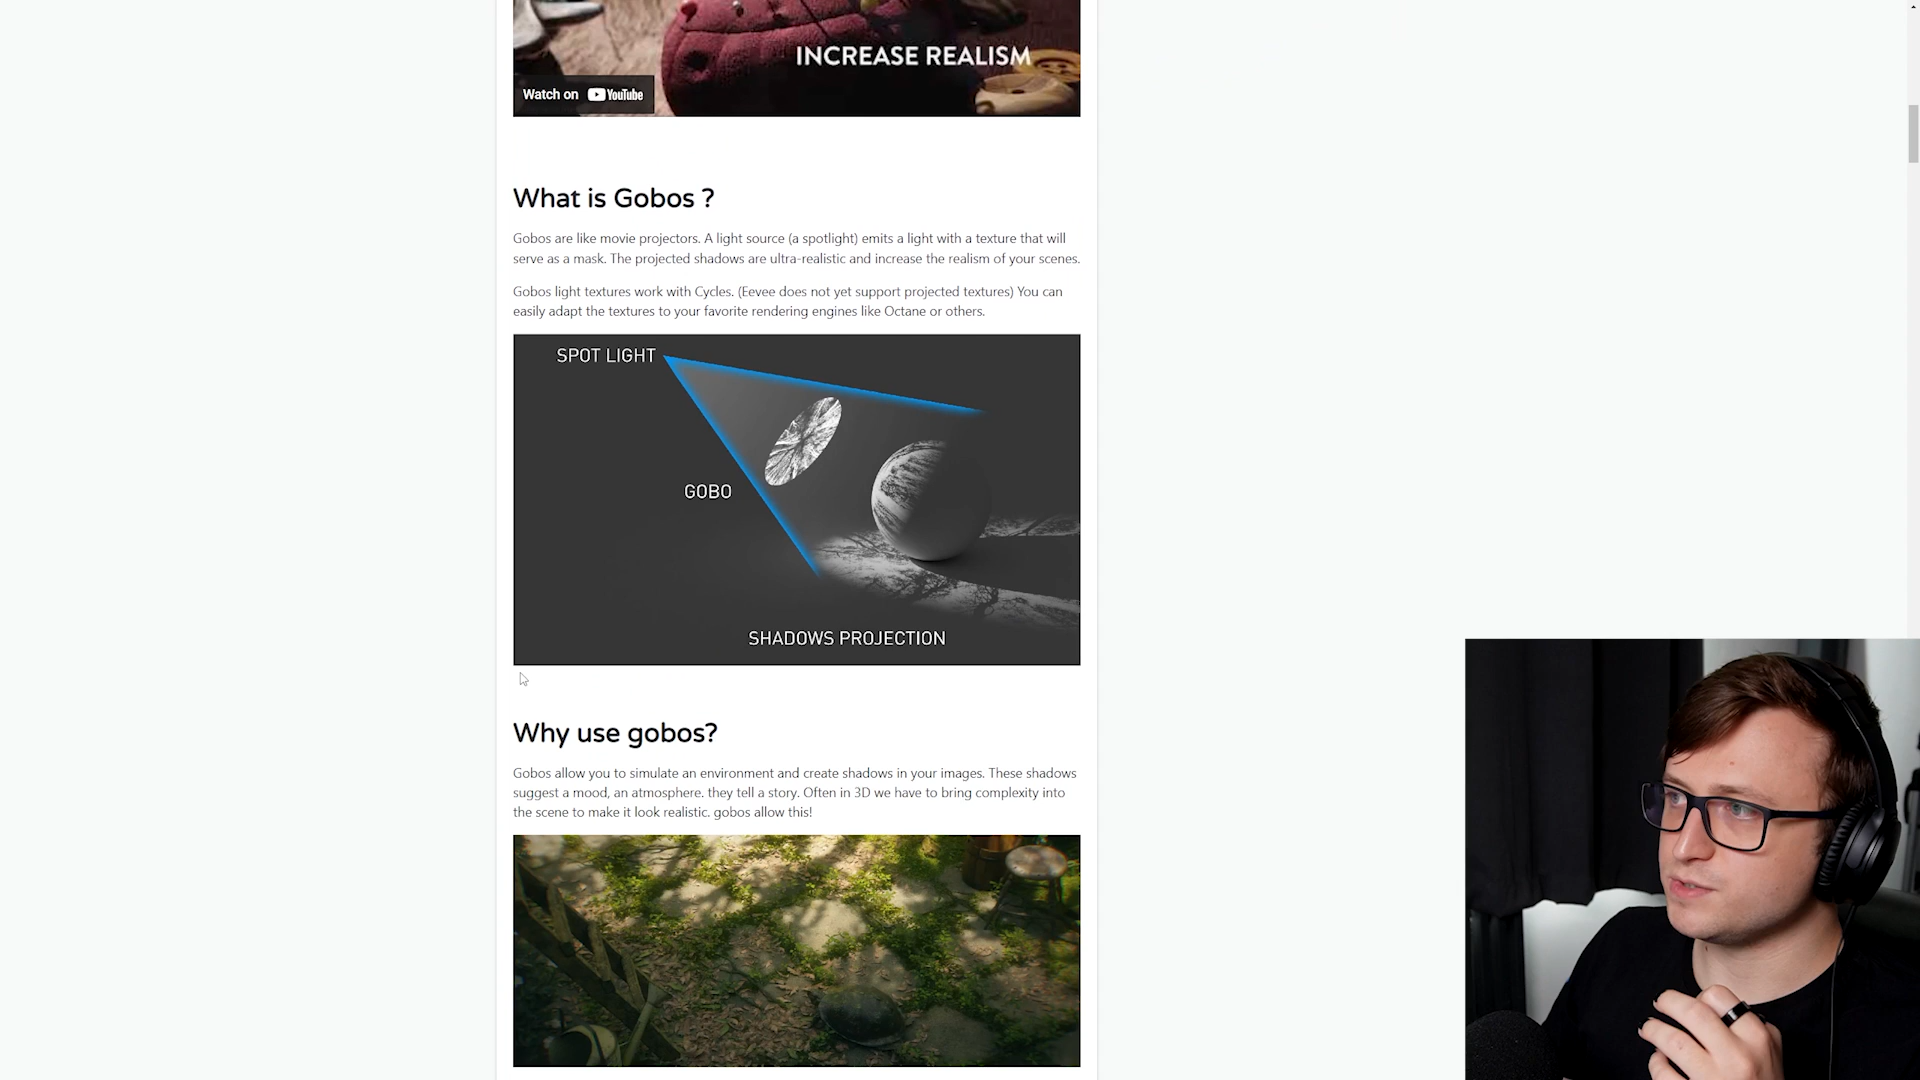 INCREASE REALISM
Watch on YouTube
What is Gobos ?
Gobos are like movie projectors. A light source (a spotlight) emits a light with a texture that will
serve as a mask. The projected shadows are ultra-realistic and increase the realism of your scenes.
Gobos light textures work with Cycles. (Eevee does not yet support projected textures) You can
easily adapt the textures to your favorite rendering engines like Octane or others.
SPOT LIGHT
GOBO
SHADOWS PROJECTION
Why use gobos?
Gobos allow you to simulate an environment and create shadows in your images. These shadows
suggest a mood, an atmosphere. they tell a story. Often in 3D we have to bring complexity into
the scene to make it look realistic. gobos allow this!